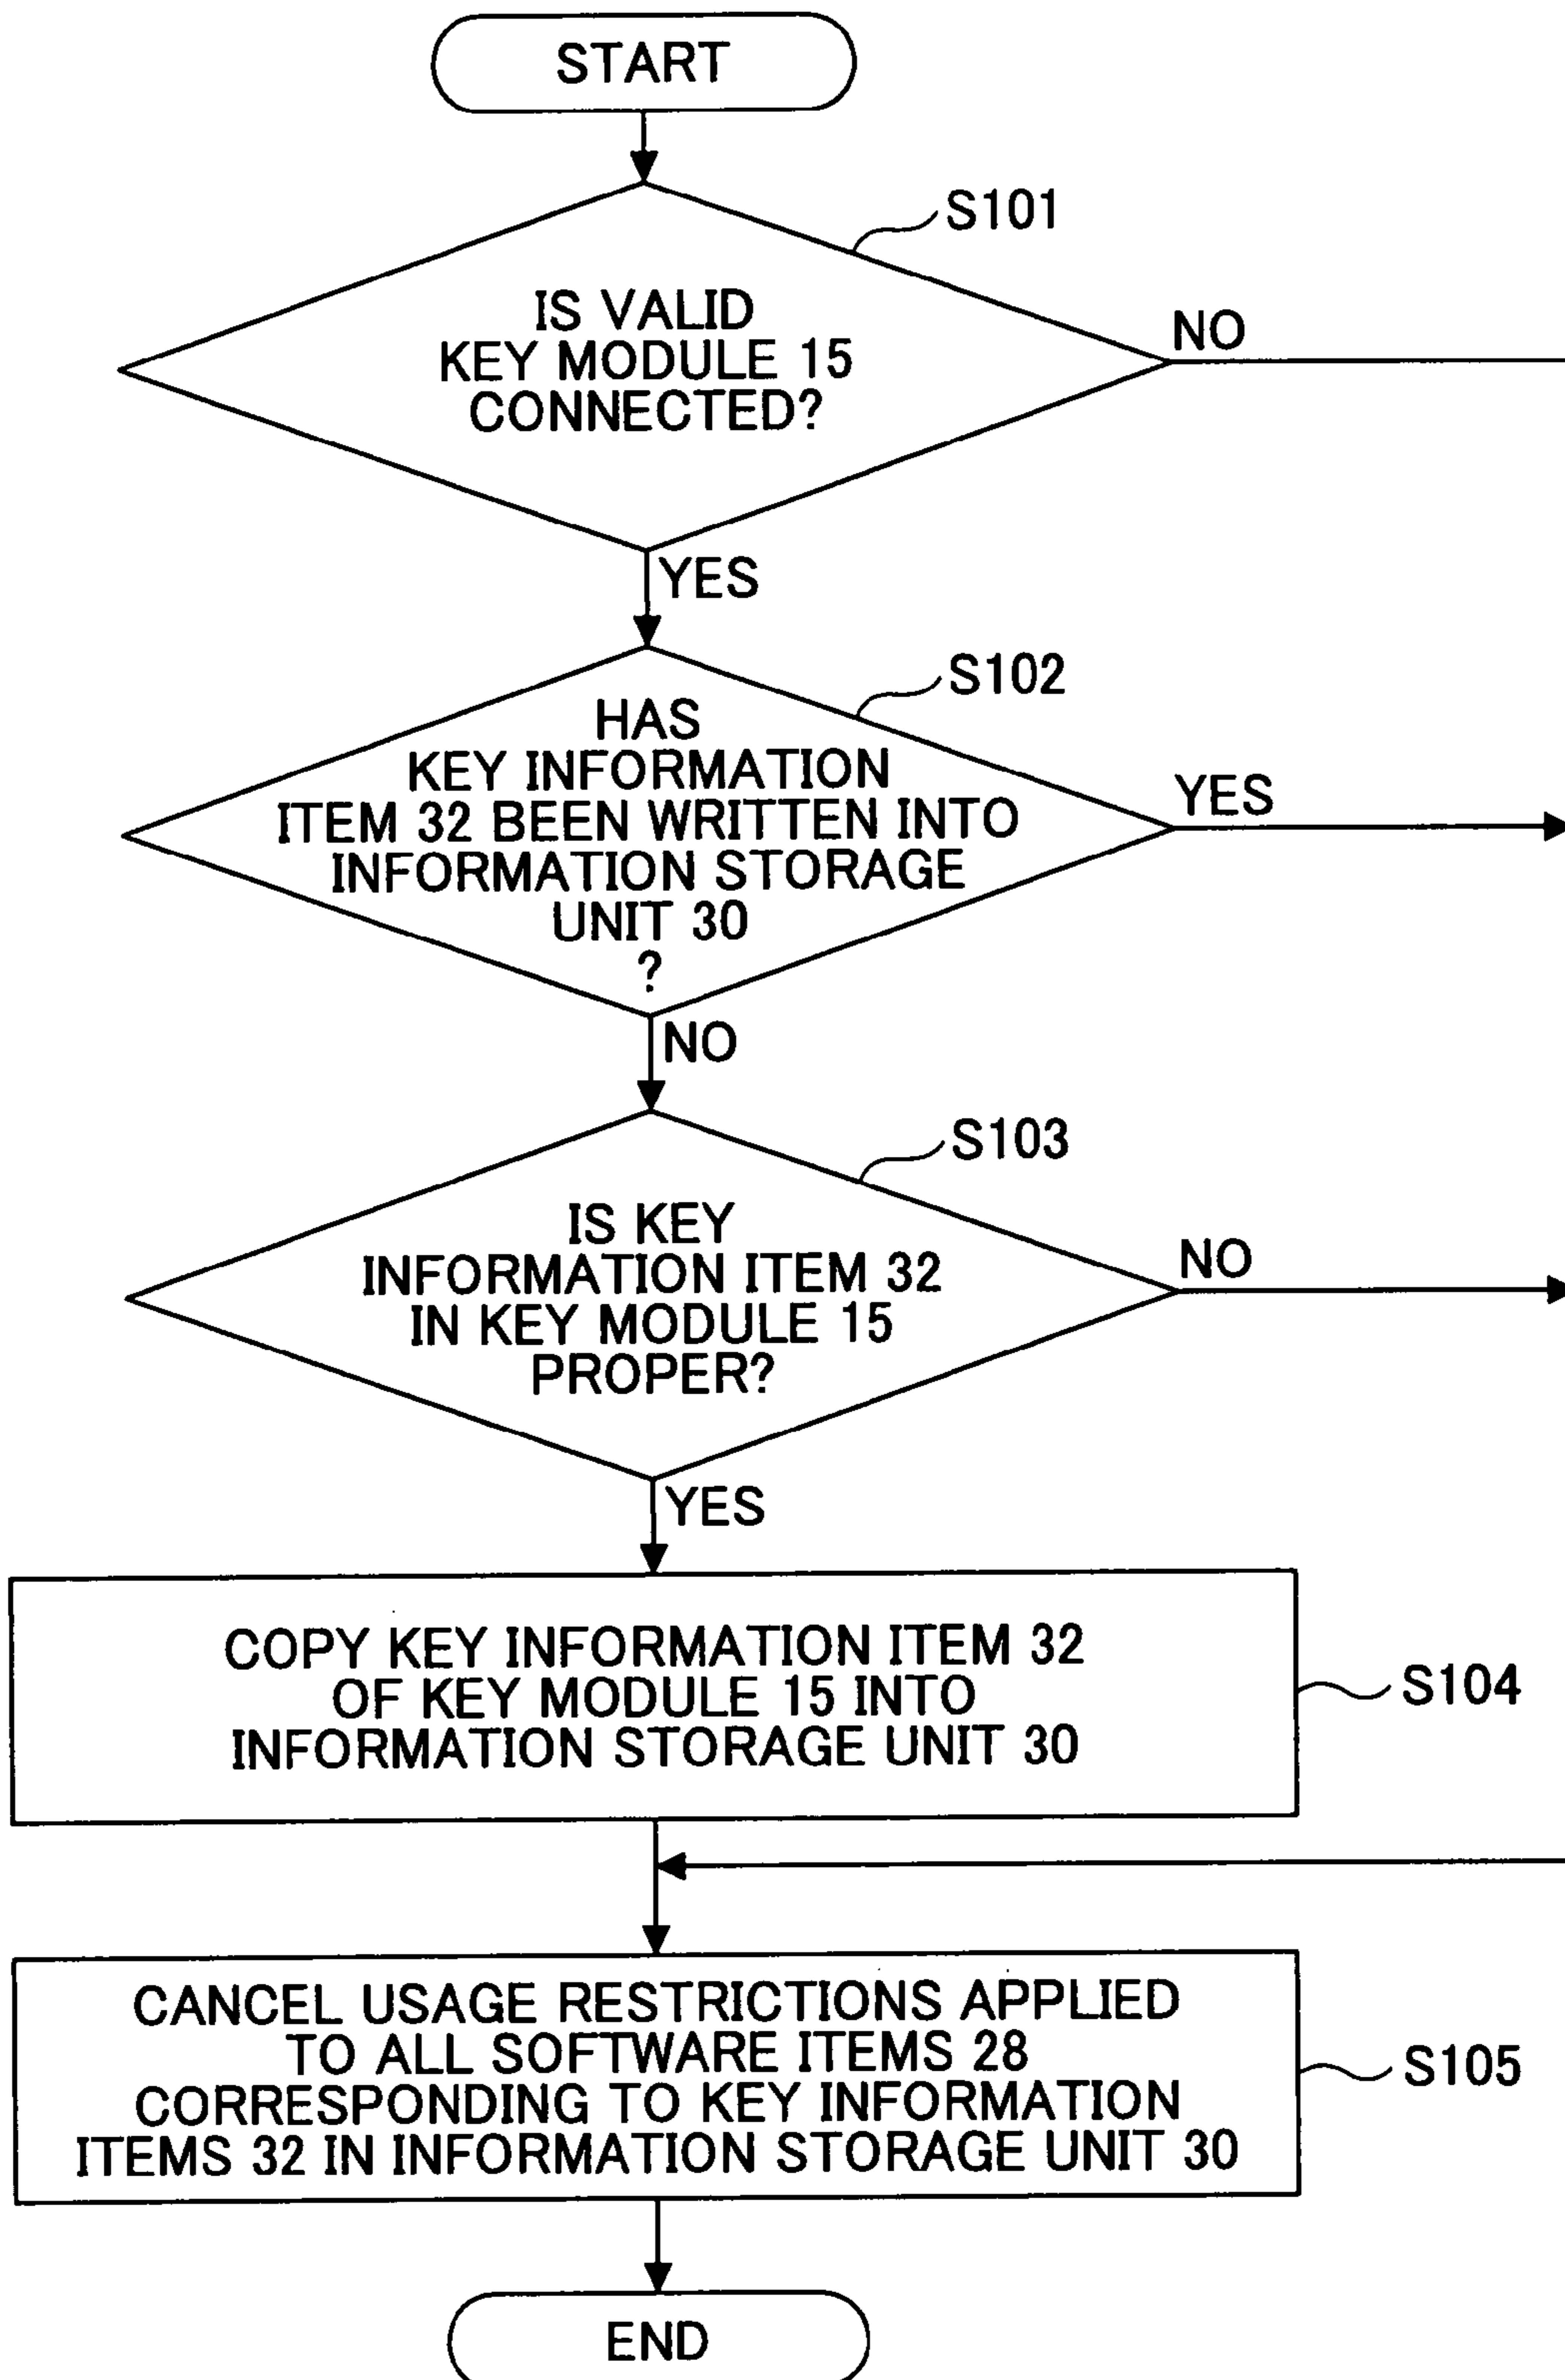 START
S101
IS VALID
KEY MODULE 15
CONNECTED?
NO
YES
S102
HAS
KEY INFORMATION
ITEM 32 BEEN WRITTEN INTO
INFORMATION STORAGE
UNIT 30
?
YES
NO
S103
IS KEY
INFORMATION ITEM 32
IN KEY MODULE 15
PROPER?
NO
YES
COPY KEY INFORMATION ITEM 32
OF KEY MODULE 15 INTO
INFORMATION STORAGE UNIT 30
S104
CANCEL USAGE RESTRICTIONS APPLIED
TO ALL SOFTWARE ITEMS 28
CORRESPONDING TO KEY INFORMATION
ITEMS 32 IN INFORMATION STORAGE UNIT 30
S105
END